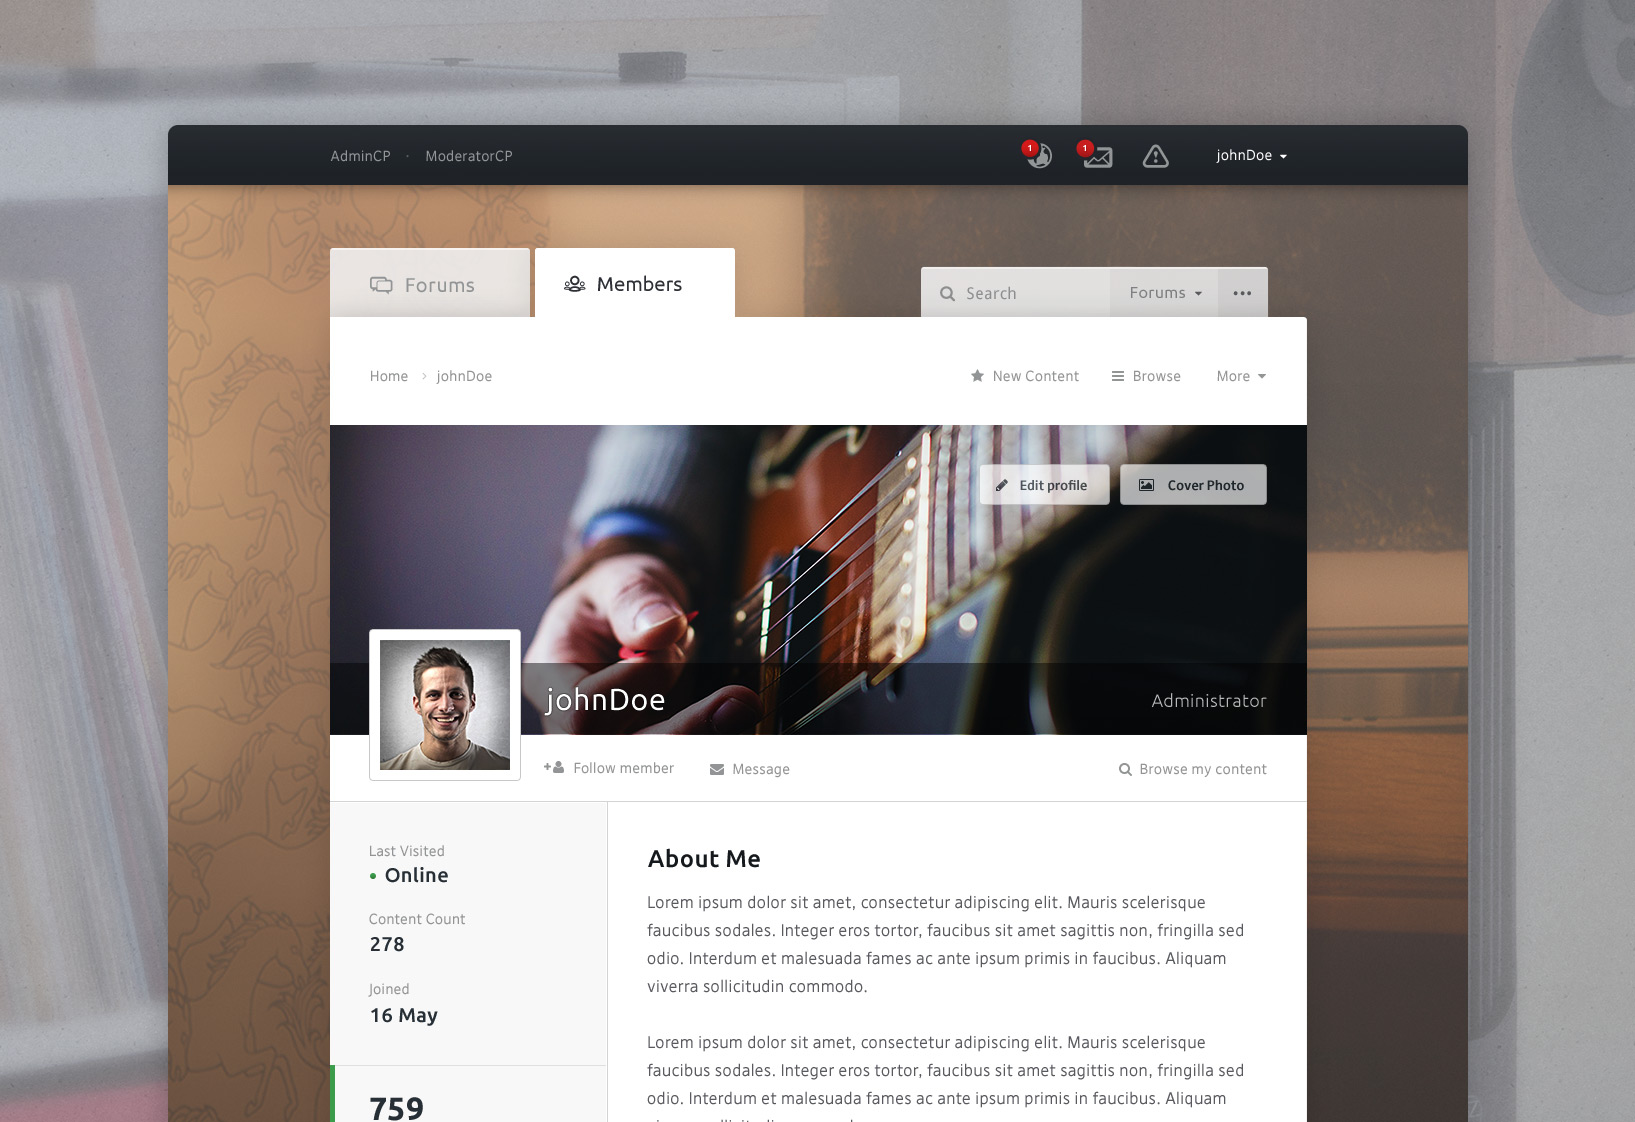 AdminCP · ModeratorCP
1
1
johnDoe
Forums
Members
Search
Forums
Home > johnDoe
New Content
Browse
More
Edit profile
Cover Photo
johnDoe
Administrator
Follow member
Message
Browse my content
Last Visited
• Online
Content Count
278
Joined
16 May
759
About Me
Lorem ipsum dolor sit amet, consectetur adipiscing elit. Mauris scelerisque
faucibus sodales. Integer eros tortor, faucibus sit amet sagittis non, fringilla sed
odio. Interdum et malesuada fames ac ante ipsum primis in faucibus. Aliquam
viverra sollicitudin commodo.
Lorem ipsum dolor sit amet, consectetur adipiscing elit. Mauris scelerisque
faucibus sodales. Integer eros tortor, faucibus sit amet sagittis non, fringilla sed
odio. Interdum et malesuada fames ac ante ipsum primis in faucibus. Aliquam